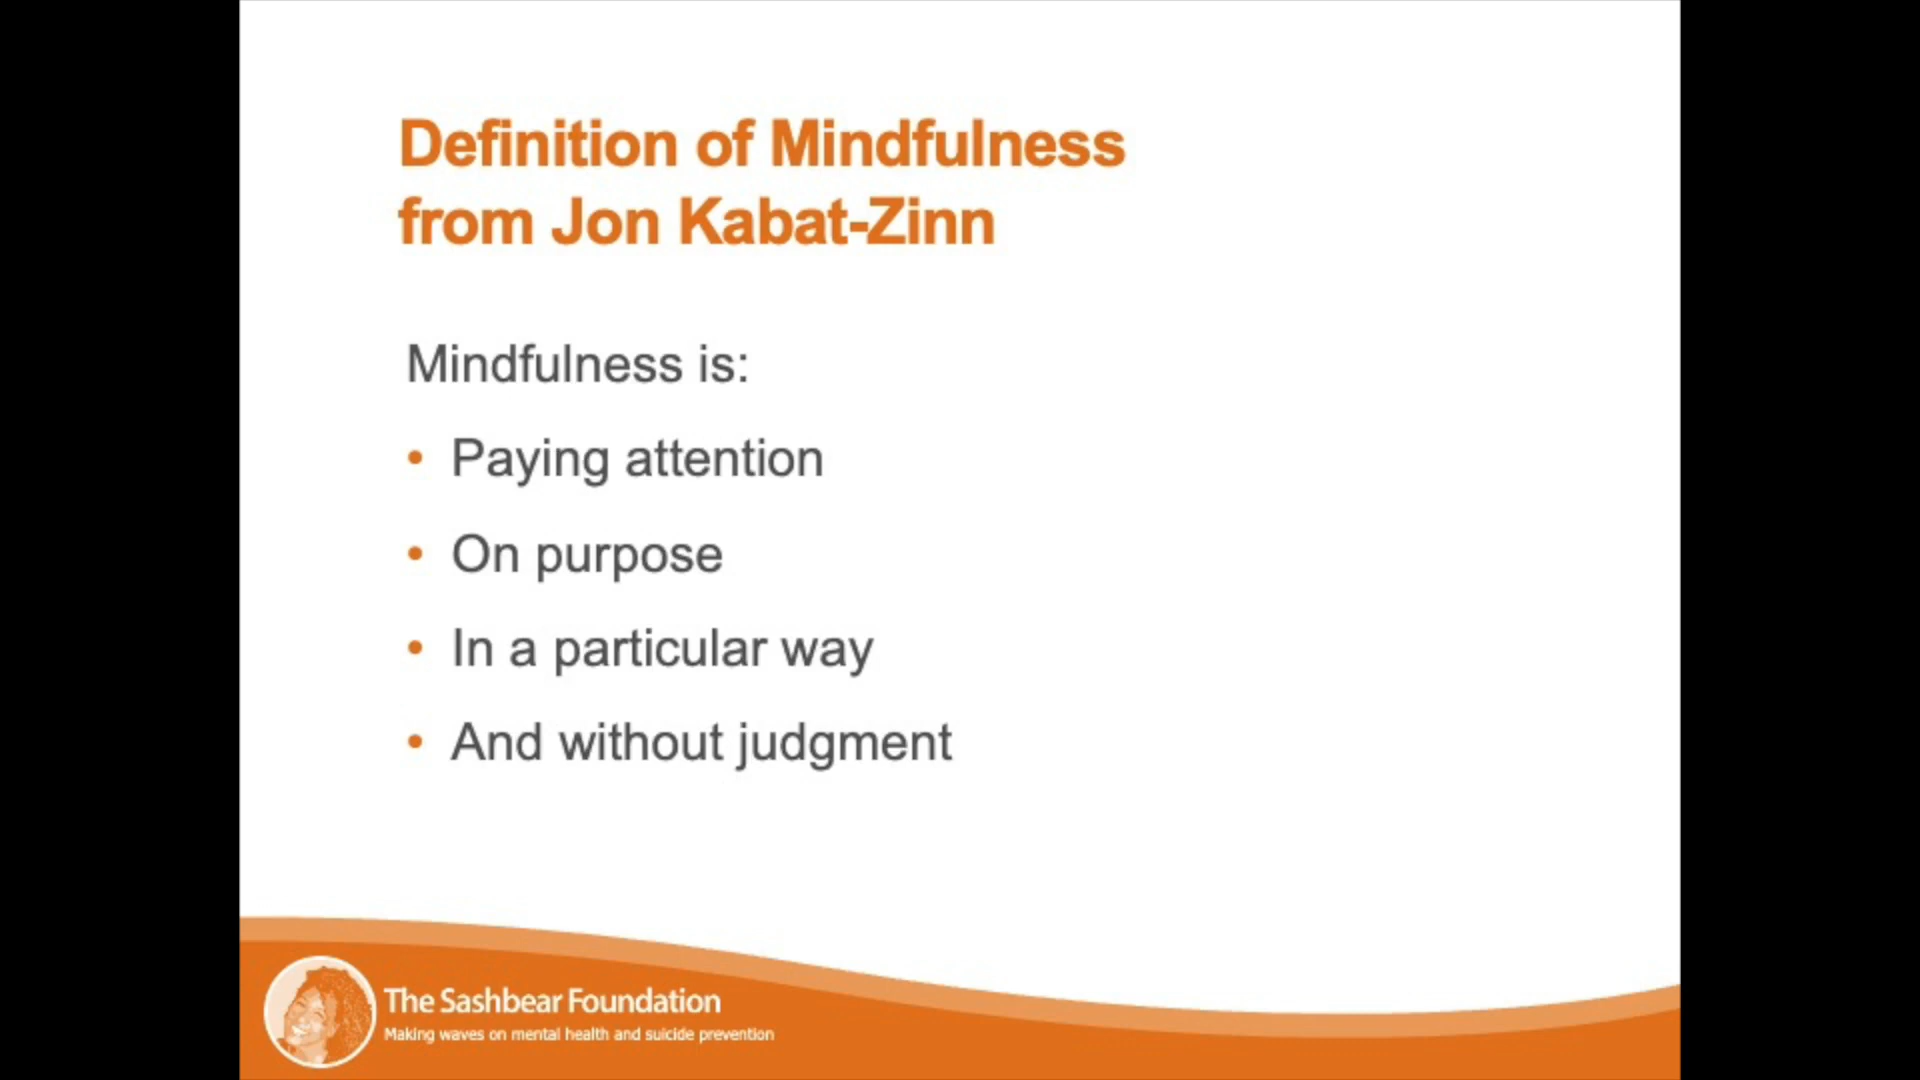 Definition of Mindfulness
from Jon Kabat-Zinn
Mindfulness is:
• Paying attention
• On purpose
• In a particular way
• And without judgment
The Sashbear Foundation
Making waves on mental health and suicide prevention